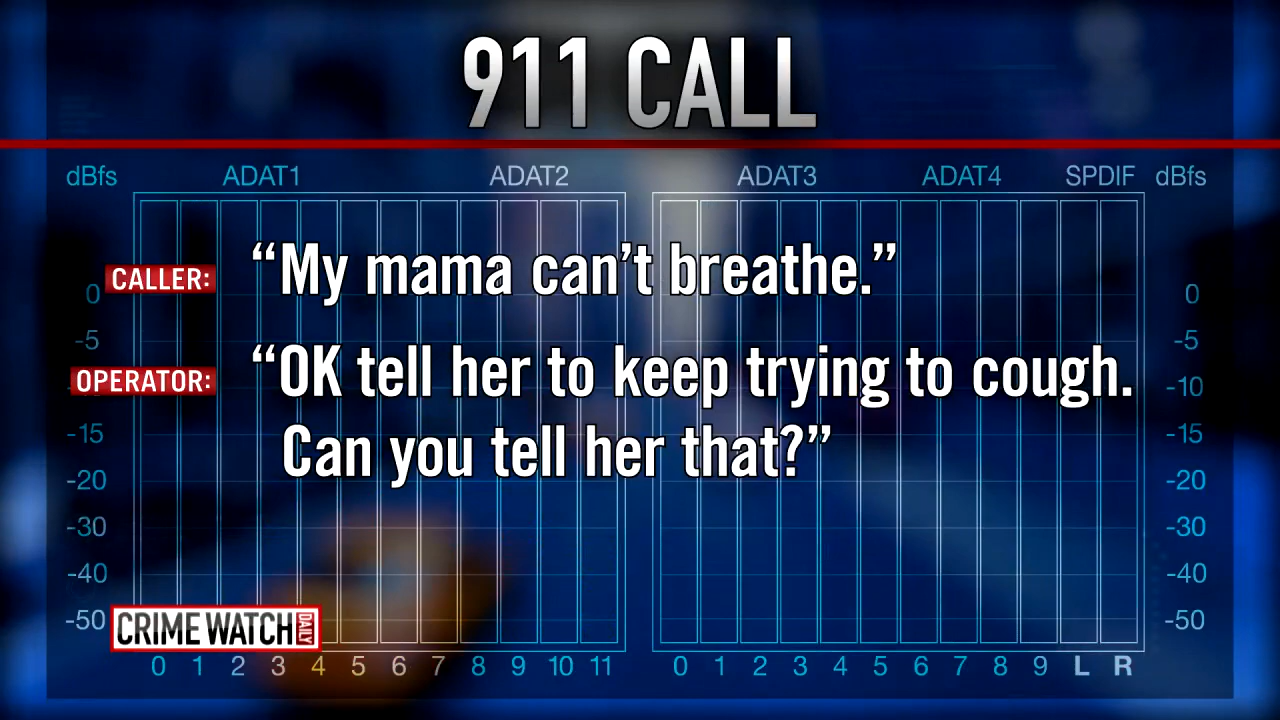 911 CALL
dBfs ADAT1 ADAT2 ADAT3 ADAT4 SPDIF dBfs
CALLER: “My mama can’t breathe.”
0 0
-5 -5
OPERATOR: “OK tell her to keep trying to cough.
-10
-15 -15
Can you tell her that?”
-20 -20
-30 -30
-40 -40
-50 -50
CRIME WATCH DAILY
0 1 2 3 4 5 6 7 8 9 10 11 0 1 2 3 4 5 6 7 8 9 L R